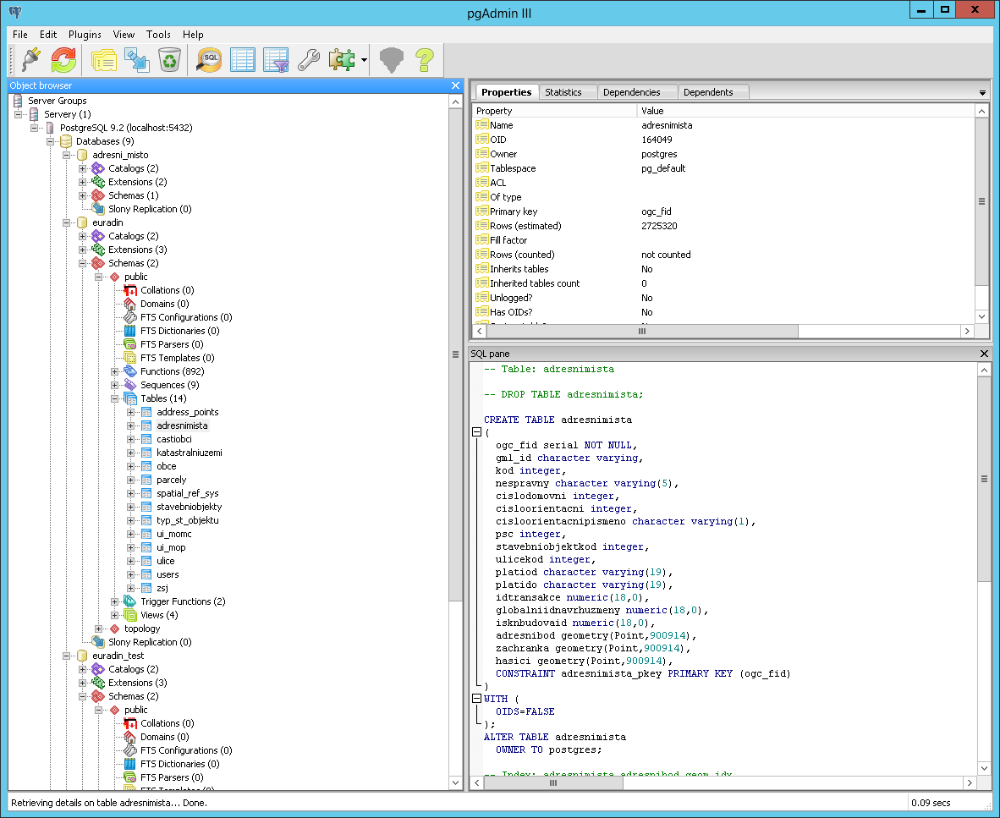 pgAdmin III
File Edit Plugins View Tools Help
SQL
Object browser
Server Groups
Servery (1)
PostgreSQL 9.2 (localhost:5432)
Databases (9)
adresni_misto
Catalogs (2)
Extensions (2)
Schemas (1)
Slony Replication (0)
euradin
Catalogs (2)
Extensions (3)
Schemas (2)
public
Collations (0)
Domains (0)
FTS Configurations (0)
FTS Dictionaries (0)
FTS Parsers (0)
FTS Templates (0)
Functions (892)
Sequences (9)
Tables (14)
address_points
adresnimista
castiobci
katastralniuzemi
obce
parcely
spatial_ref_sys
stavebniobjekty
typ_st_objektu
ui_momc
ui_mop
ulice
users
zsj
Trigger Functions (2)
Views (4)
topology
Slony Replication (0)
euradin_test
Catalogs (2)
Extensions (3)
Schemas (2)
public
Collations (0)
Domains (0)
FTS Configurations (0)
FTS Dictionaries (0)
FTS Parsers (0)
FTS Templates (0)
Properties Statistics Dependencies Dependents
Property Value
Name adresnimista
OID 164049
Owner postgres
Tablespace pg_default
ACL
Of type
Primary key ogc_fid
Rows (estimated) 2725320
Fill factor
Rows (counted) not counted
Inherits tables No
Inherited tables count 0
Unlogged? No
Has OIDs? No
SQL pane
-- Table: adresnimista
-- DROP TABLE adresnimista;
CREATE TABLE adresnimista
(
ogc_fid serial NOT NULL,
gml_id character varying,
kod integer,
nespravny character varying(5),
cislodomovni integer,
cisloorientacni integer,
cisloorientacnipismeno character varying(1),
psc integer,
stavebniobjektkod integer,
ulicekod integer,
platiod character varying(19),
platido character varying(19),
idtransakce numeric(18,0),
globalniidnavrhuzmeny numeric(18,0),
isknbudovaid numeric(18,0),
adresnibod geometry(Point,900914),
zachranka geometry(Point,900914),
hasici geometry(Point,900914),
CONSTRAINT adresnimista_pkey PRIMARY KEY (ogc_fid)
)
WITH (
OIDS=FALSE
);
ALTER TABLE adresnimista
OWNER TO postgres;
-- Index: adresnimista_adresnibod_geom_idx
Retrieving details on table adresnimista... Done.
0.09 secs